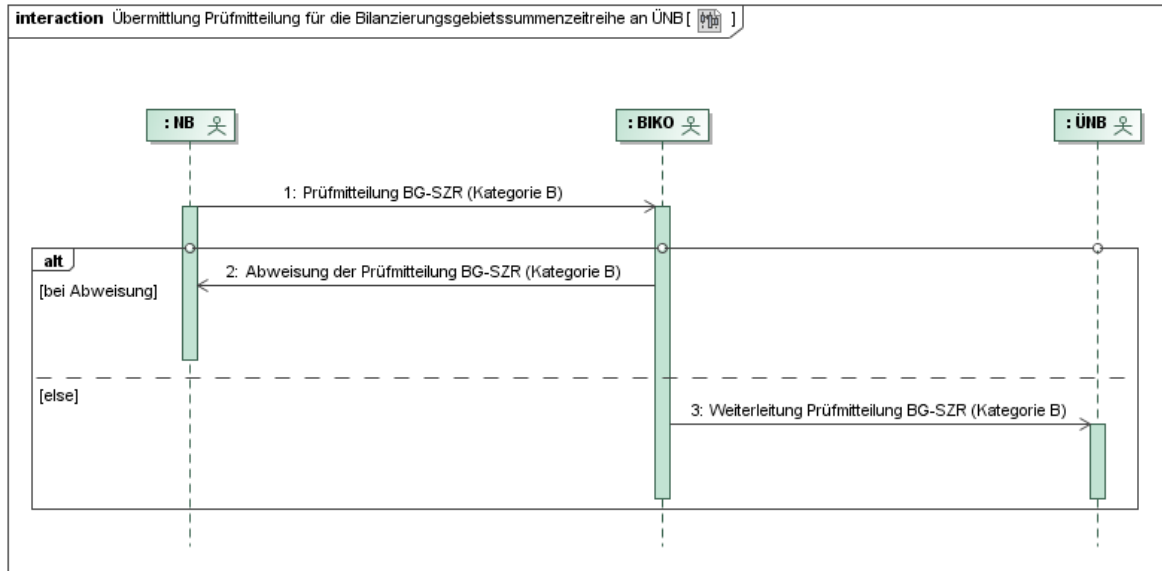 interaction Übermittlung Prüfmitteilung für die Bilanzierungsgebietssummenzeitreihe an ÜNB [ ]
: NB
: BIKO
: ÜNB
1: Prüfmitteilung BG-SZR (Kategorie B)
alt
2: Abweisung der Prüfmitteilung BG-SZR (Kategorie B)
[bei Abweisung]
[else]
3: Weiterleitung Prüfmitteilung BG-SZR (Kategorie B)